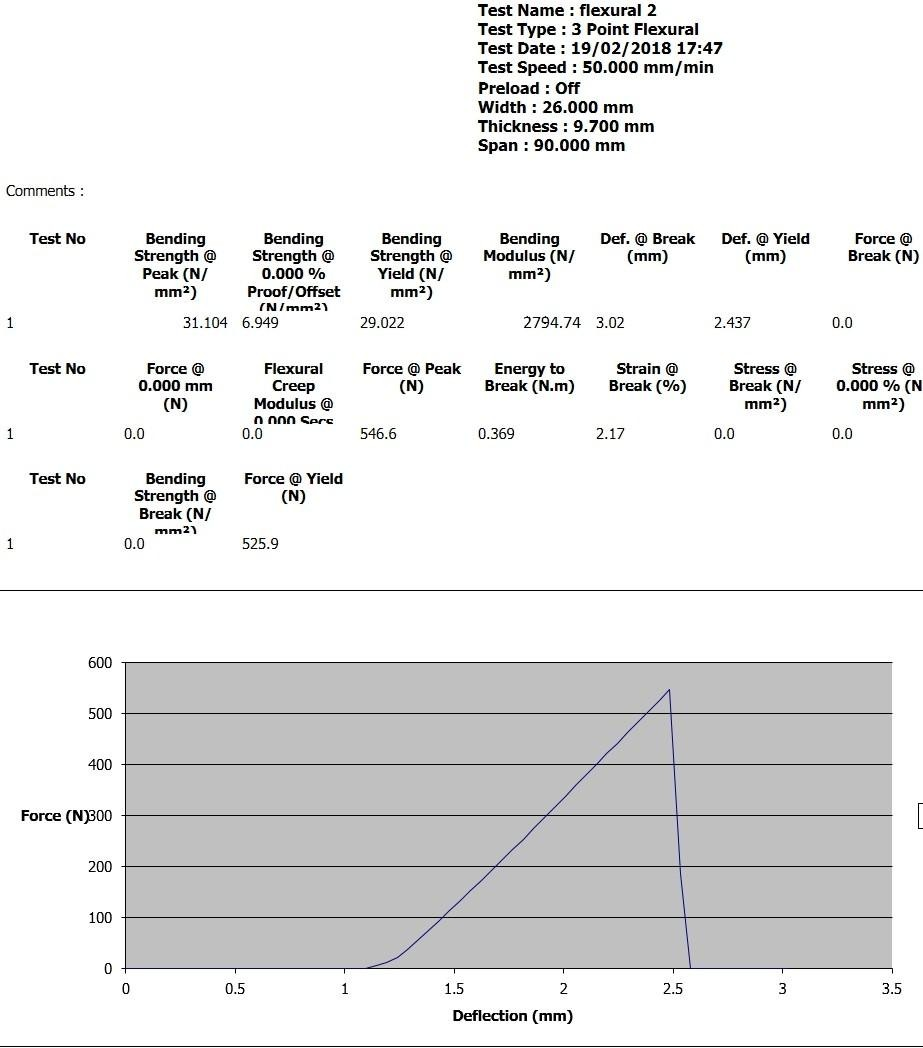 Test Name : flexural 2
Test Type : 3 Point Flexural
Test Date : 19/02/2018 17:47
Test Speed : 50.000 mm/min
Preload : Off
Width : 26.000 mm
Thickness : 9.700 mm
Span : 90.000 mm
Comments :
Test No Bending Bending Bending Bending Def. @ Break Def. @ Yield Force @
Strength @ Strength @ Strength @ Modulus (N/ (mm) (mm) Break (N)
Peak (N/ 0.000 % Yield (N/ mm²)
mm²) Proof/Offset mm²)
(N/mm²)
1 31.104 6.949 29.022 2794.74 3.02 2.437 0.0
Test No Force @ Flexural Force @ Peak Energy to Strain @ Stress @ Stress @
0.000 mm Creep (N) Break (N.m) Break (%) Break (N/ 0.000 % (N
(N) Modulus @ mm²) mm²)
0.000 Secs
1 0.0 0.0 546.6 0.369 2.17 0.0 0.0
Test No Bending Force @ Yield
Strength @ (N)
Break (N/
mm²)
1 0.0 525.9
600
500
400
Force (N) 300
200
100
0
0 0.5 1 1.5 2 2.5 3 3.5
Deflection (mm)